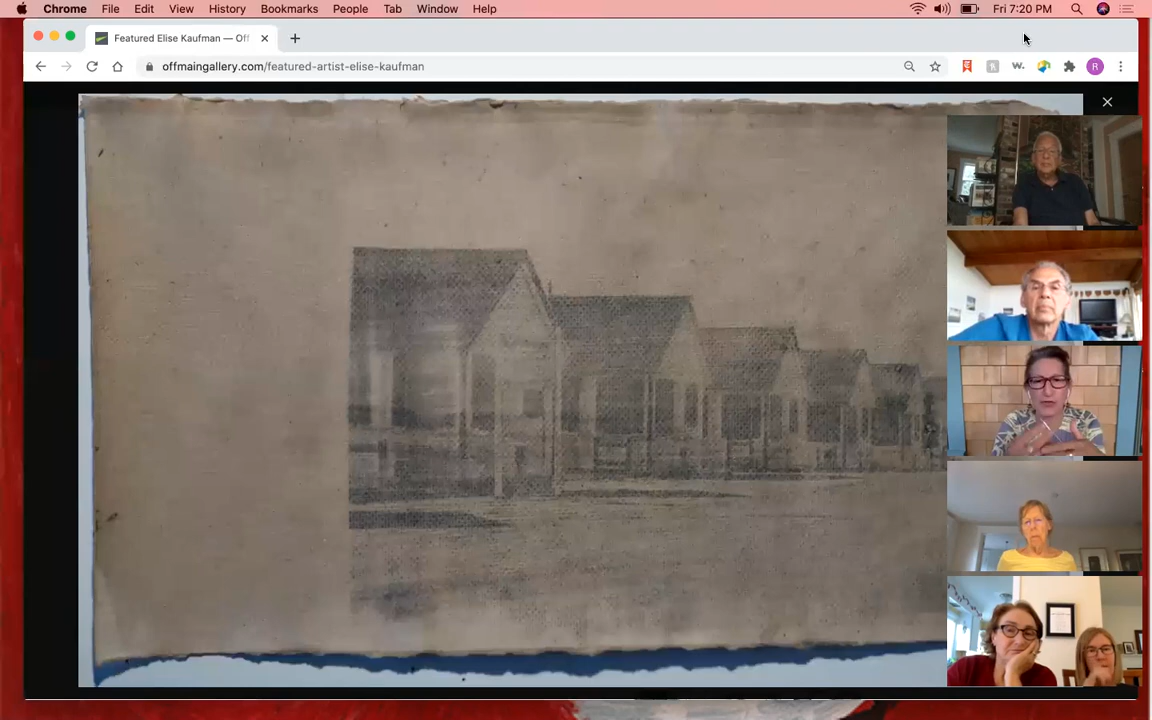 Chrome File Edit View History Bookmarks People Tab Window Help Fri 7:20 PM
Featured Elise Kaufman — Off
offmaingallery.com/featured-artist-elise-kaufman
w.
R